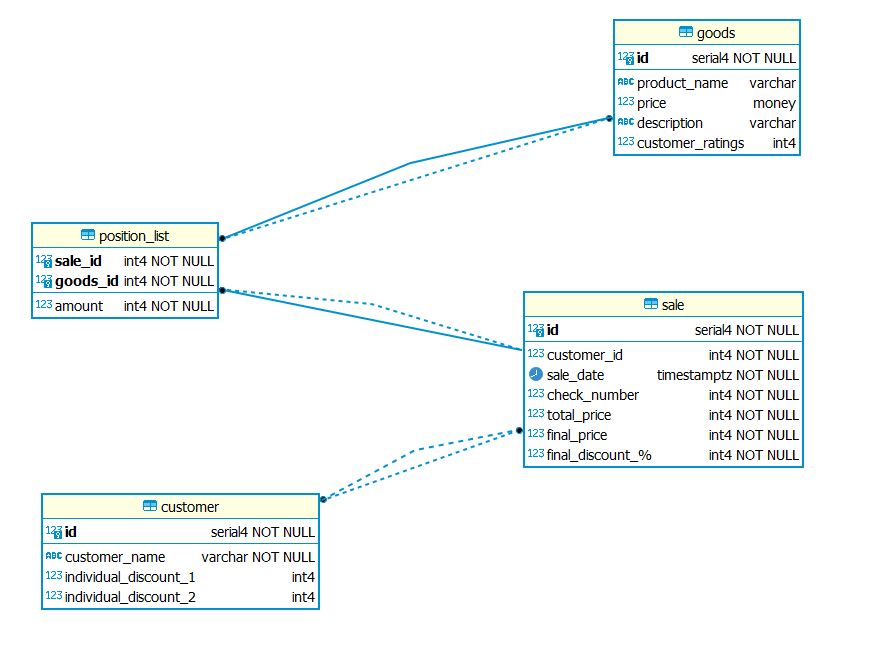 goods
123 id serial4 NOT NULL
ABC product_name varchar
123 price money
ABC description varchar
123 customer_ratings int4
position_list
123 sale_id int4 NOT NULL
123 goods_id int4 NOT NULL
123 amount int4 NOT NULL
sale
123 id serial4 NOT NULL
123 customer_id int4 NOT NULL
sale_date timestamptz NOT NULL
123 check_number int4 NOT NULL
123 total_price int4 NOT NULL
123 final_price int4 NOT NULL
123 final_discount_% int4 NOT NULL
customer
123 id serial4 NOT NULL
ABC customer_name varchar NOT NULL
123 individual_discount_1 int4
123 individual_discount_2 int4